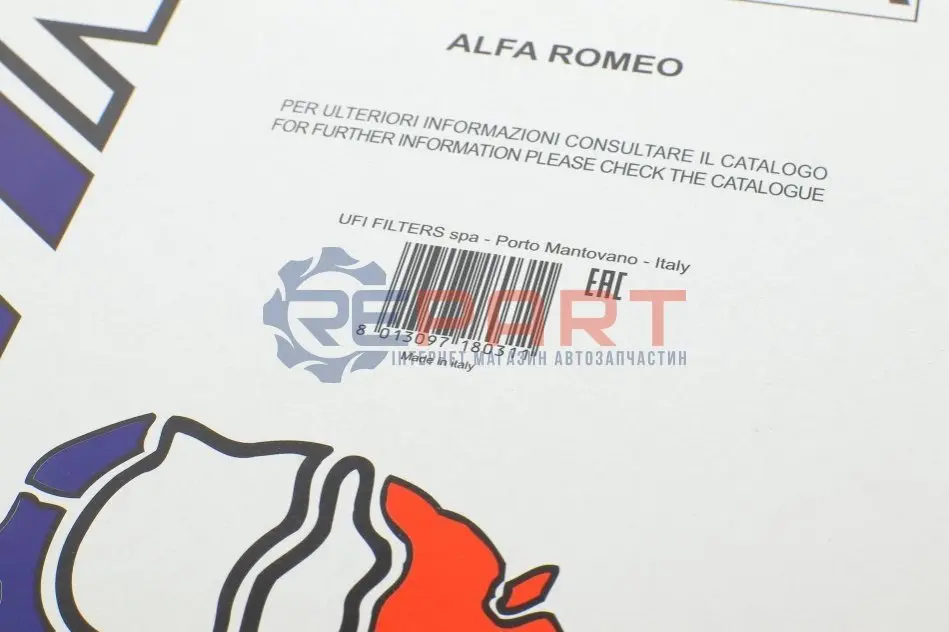 ALFA ROMEO
PER ULTERIORI INFORMAZIONI CONSULTARE IL CATALOGO
FOR FURTHER INFORMATION PLEASE CHECK THE CATALOGUE
UFI FILTERS spa - Porto Mantovano - Italy
EAC
REPART
8 013097 180311
ІНТЕРНЕТ МАГАЗИН АВТОЗАПЧАСТИН
Made in Italy